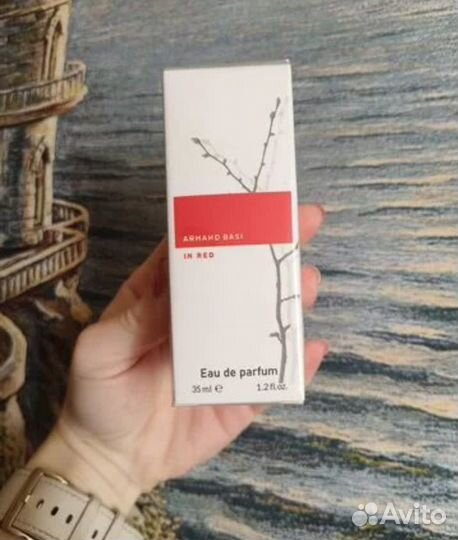 ARMAND BASI
IN RED
Eau de parfum
35 ml ℮ 1.2 fl.oz.
Avito